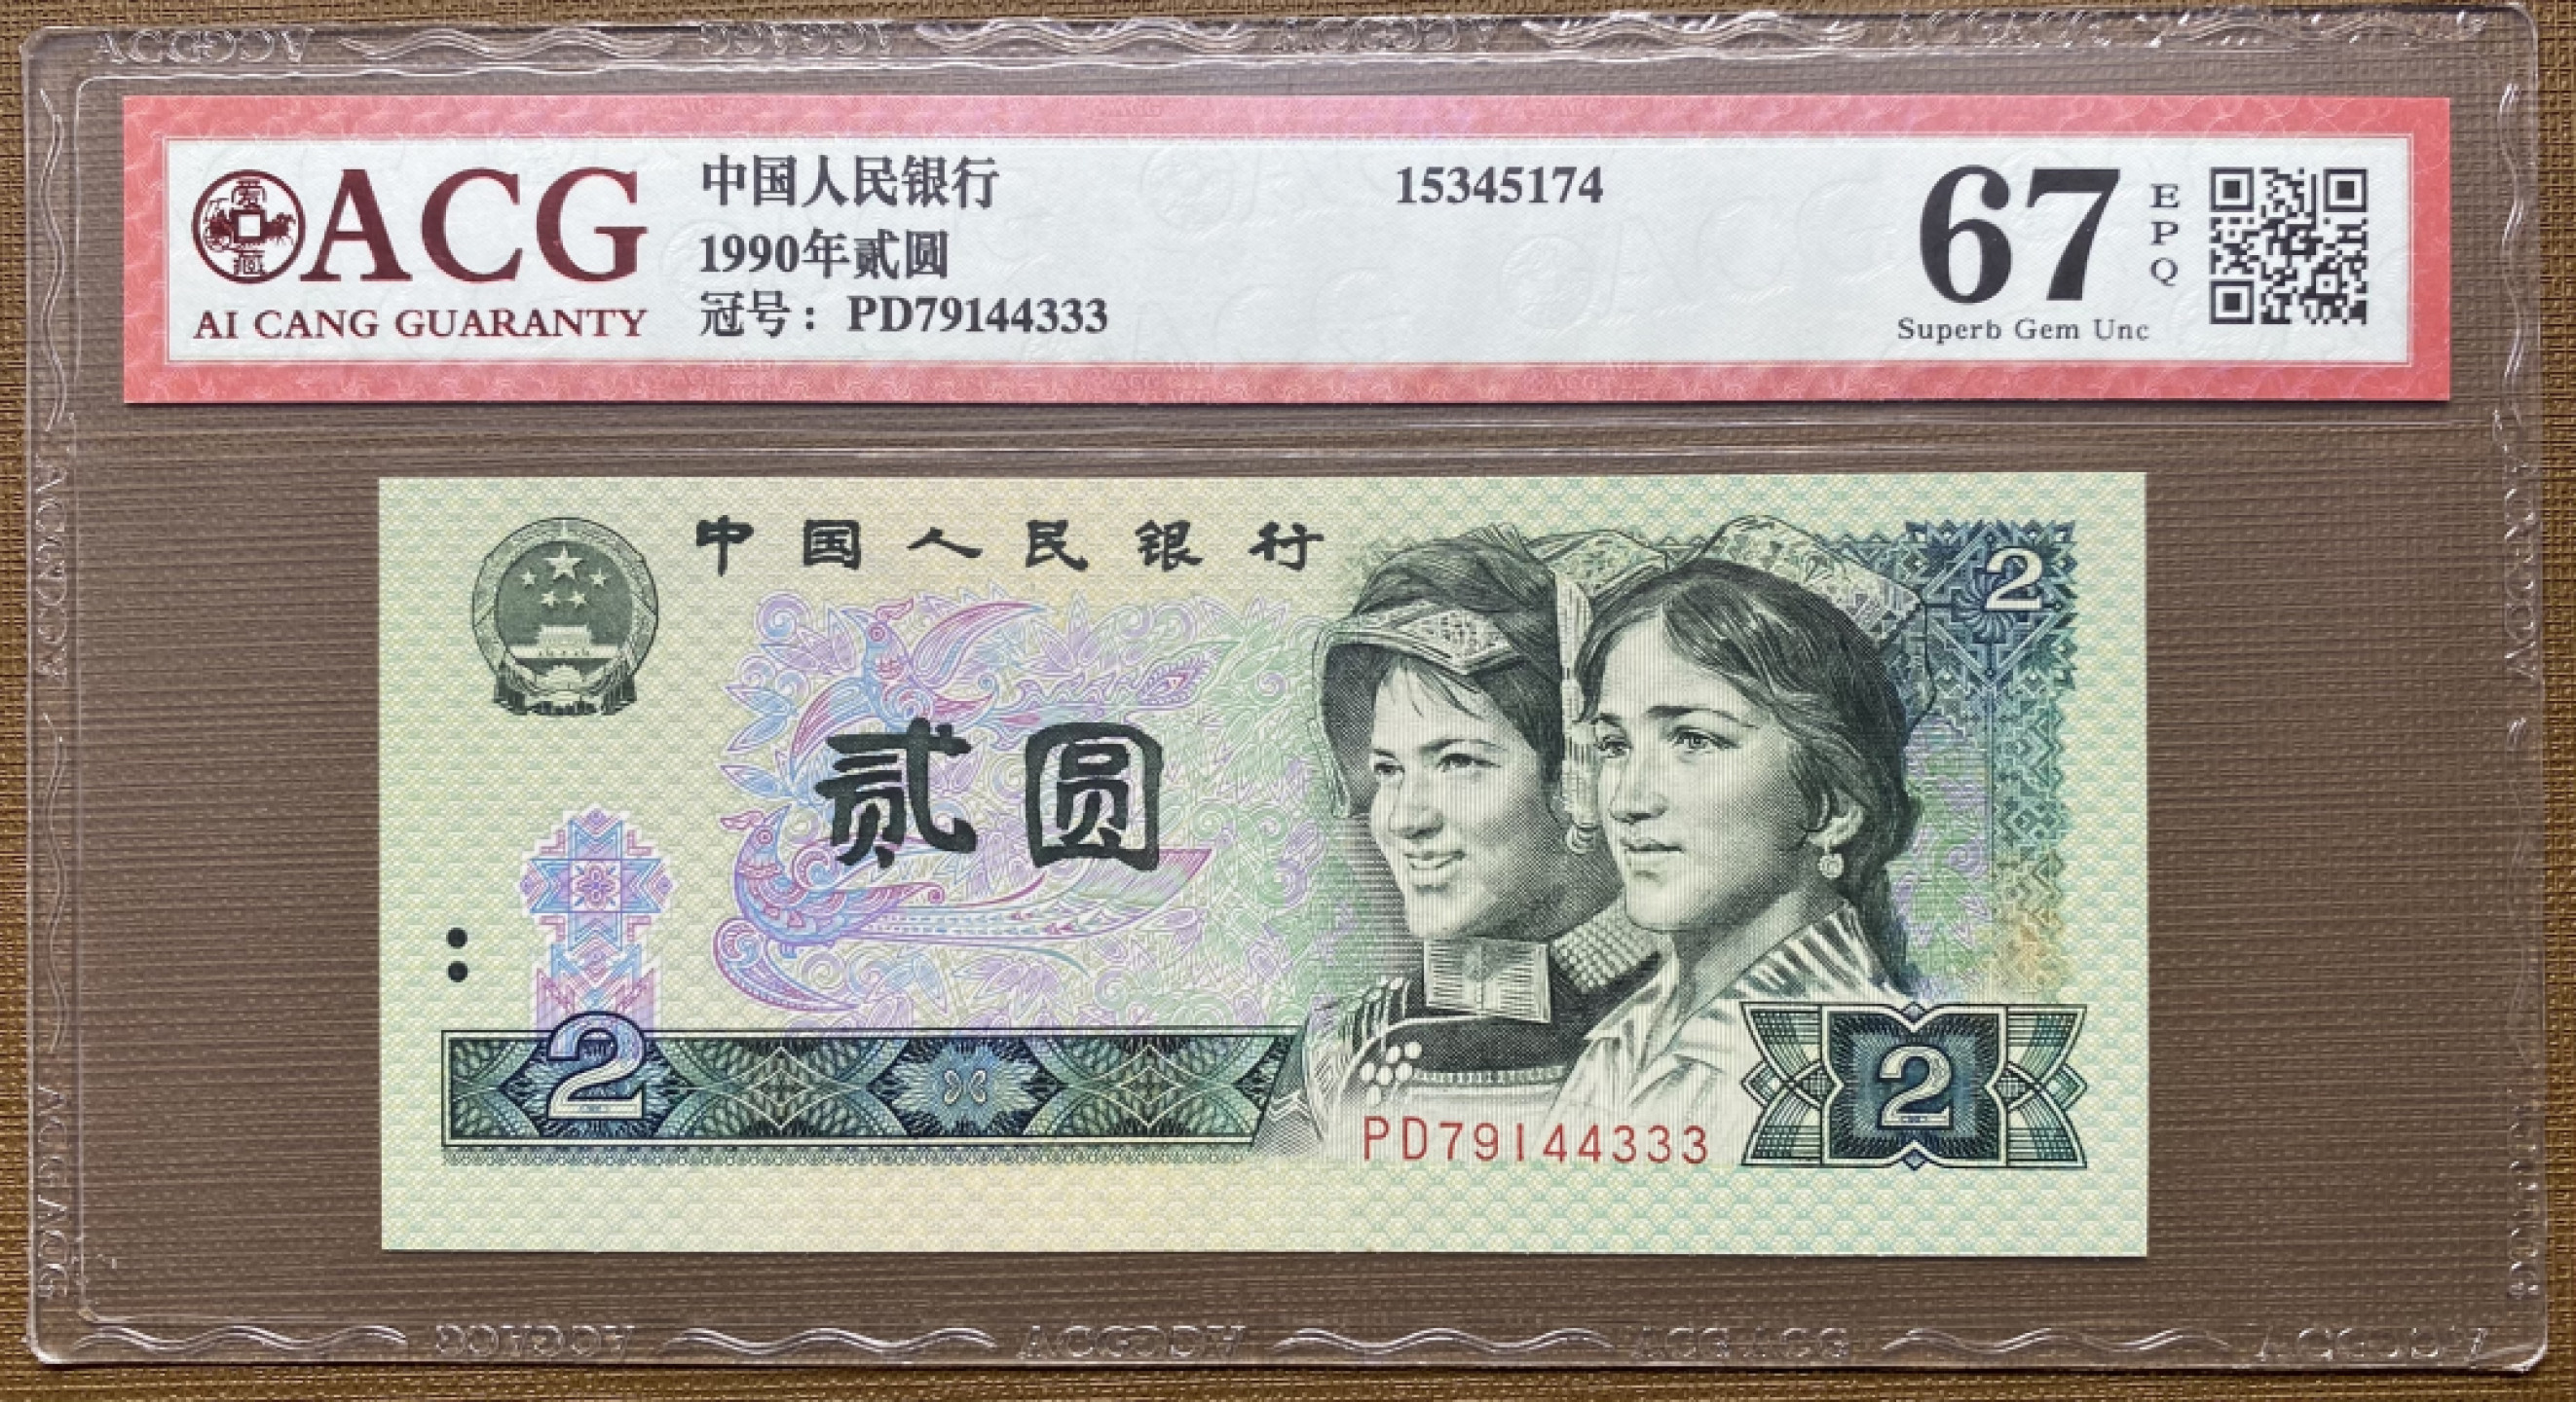 ACG
AI CANG GUARANTY
中国人民银行
1990年贰圆
冠号：PD79144333
15345174
67
EPQ
Superb Gem Unc
中国人民银行
2
贰圆
2
PD79144333
2